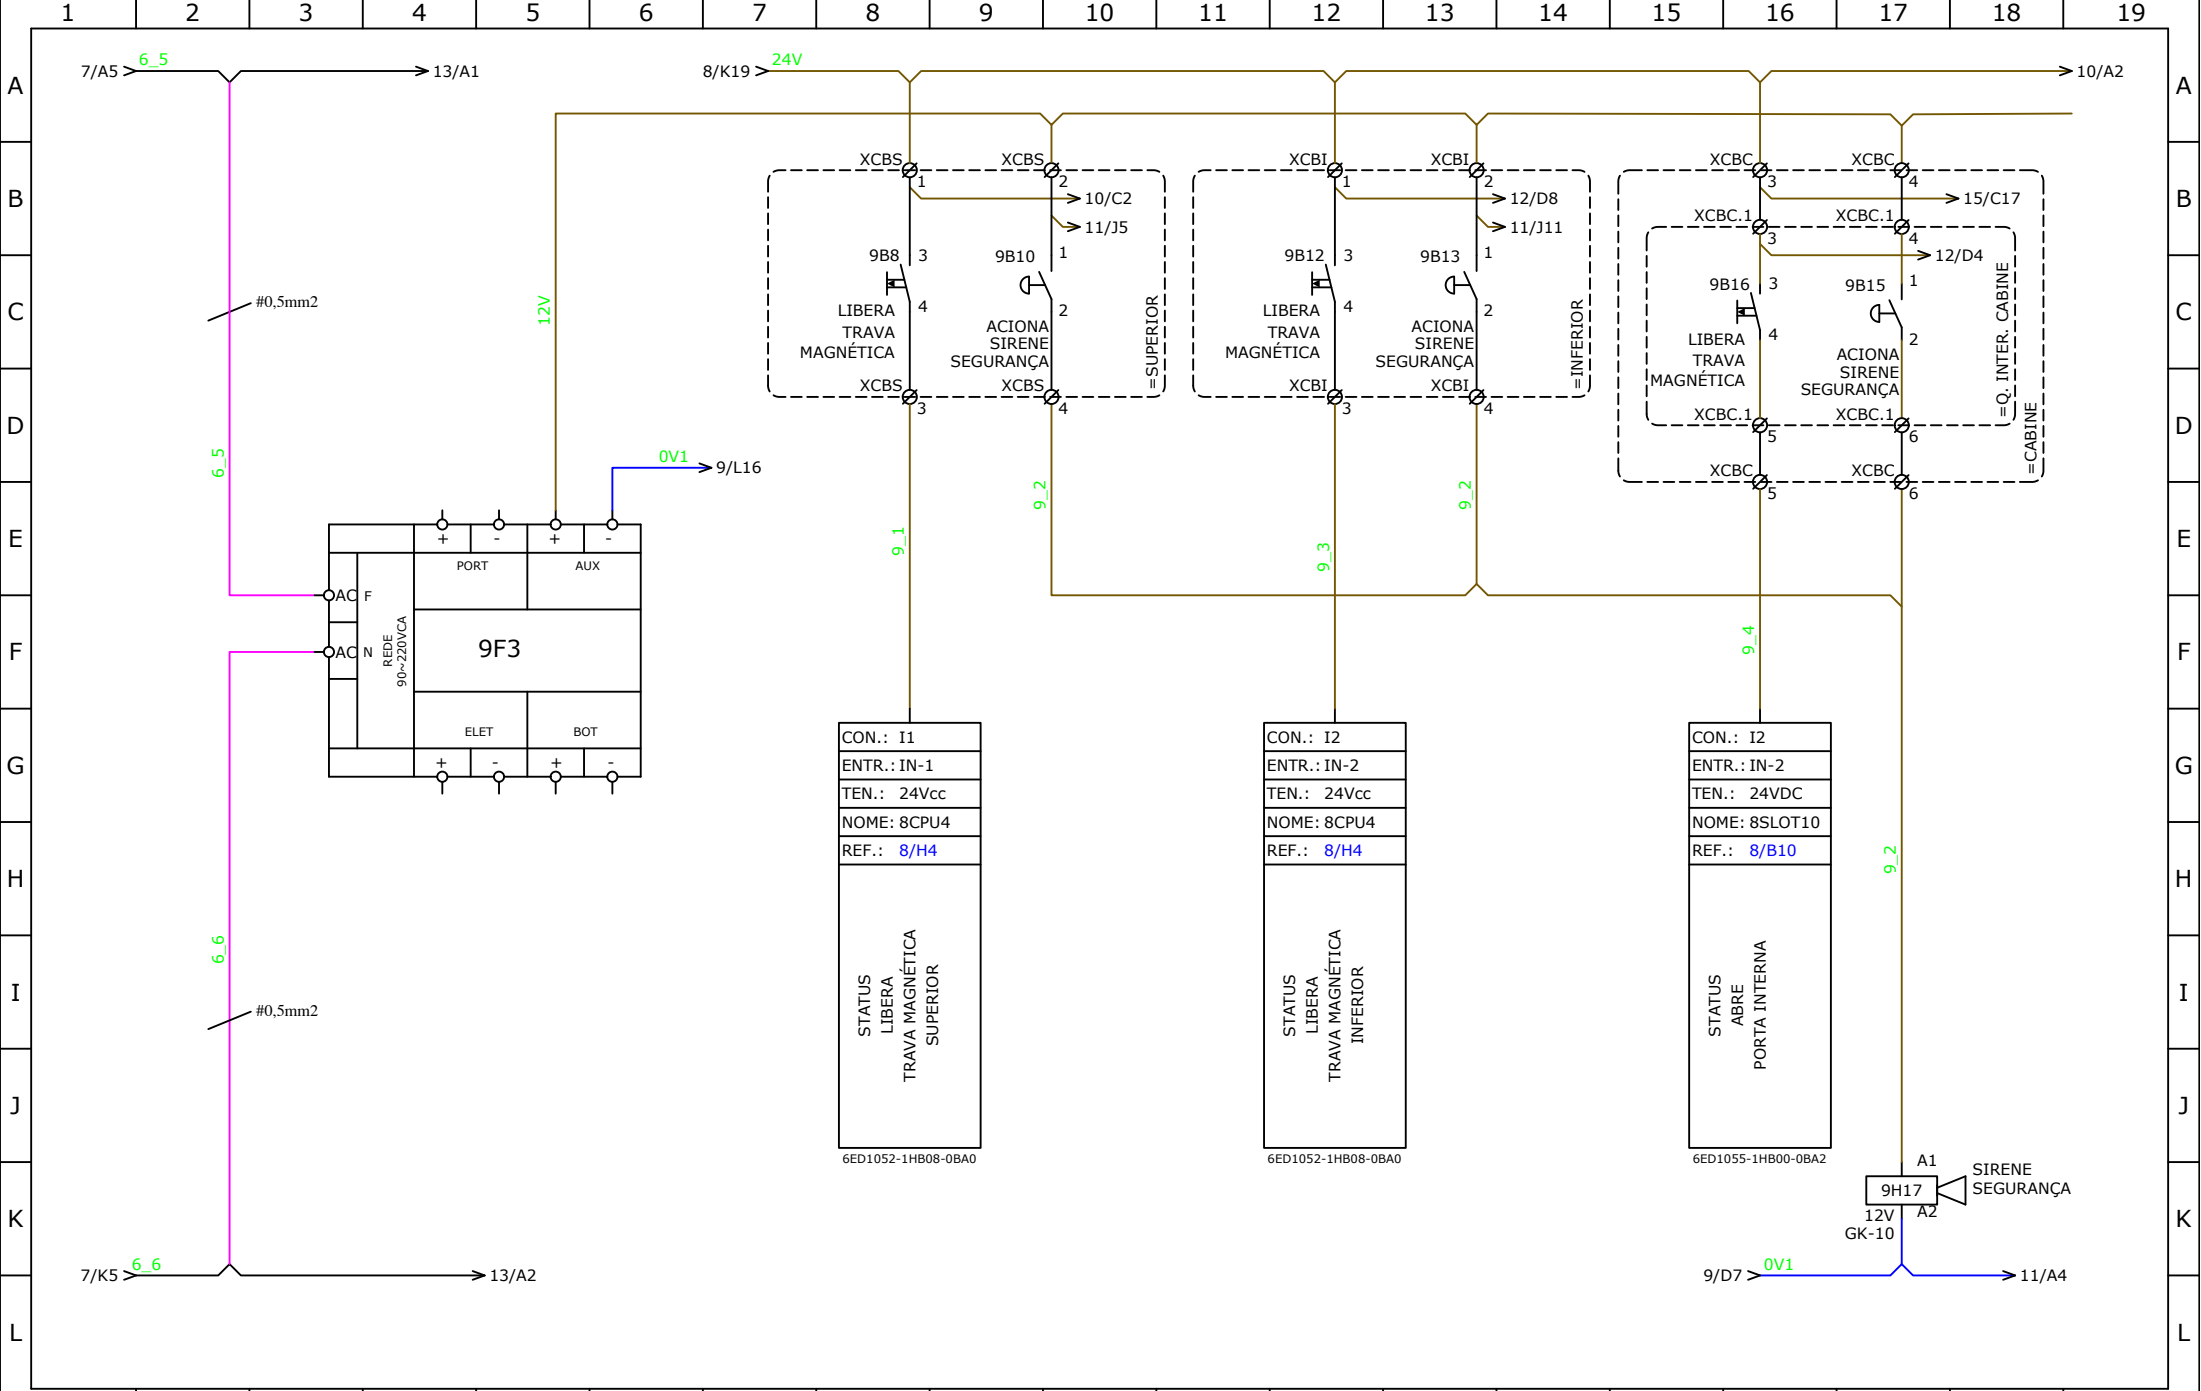 1 2 3 4 5 6 7 8 9 10 11 12 13 14 15 16 17 18 19
A
7/A5
6_5
13/A1
8/K19
24V
10/A2
A
B
B
C
C
D
D
E
E
F
F
G
G
H
H
I
I
J
J
K
K
L
L
#0,5mm2
6_5
12V
0V1
9/L16
+
-
+
-
PORT
AUX
AC F
AC N
REDE
90~220VCA
9F3
ELET
BOT
+
-
+
-
6_6
#0,5mm2
7/K5
6_6
13/A2
XCBS
1
XCBS
2
10/C2
11/J5
9B8
3
4
LIBERA
TRAVA
MAGNÉTICA
9B10
1
2
ACIONA
SIRENE
SEGURANÇA
=SUPERIOR
XCBS
3
XCBS
4
9_1
9_2
XCBI
1
XCBI
2
12/D8
11/J11
9B12
3
4
LIBERA
TRAVA
MAGNÉTICA
9B13
1
2
ACIONA
SIRENE
SEGURANÇA
=INFERIOR
XCBI
3
XCBI
4
9_3
9_2
XCBC
3
XCBC
4
15/C17
XCBC.1
3
XCBC.1
4
12/D4
9B16
3
4
LIBERA
TRAVA
MAGNÉTICA
9B15
1
2
ACIONA
SIRENE
SEGURANÇA
=Q. INTER. CABINE
=CABINE
XCBC.1
5
XCBC.1
6
XCBC
5
XCBC
6
9_4
9_2
CON.: I1
ENTR.: IN-1
TEN.: 24Vcc
NOME: 8CPU4
REF.: 8/H4
STATUS
LIBERA
TRAVA MAGNÉTICA
SUPERIOR
6ED1052-1HB08-0BA0
CON.: I2
ENTR.: IN-2
TEN.: 24Vcc
NOME: 8CPU4
REF.: 8/H4
STATUS
LIBERA
TRAVA MAGNÉTICA
INFERIOR
6ED1052-1HB08-0BA0
CON.: I2
ENTR.: IN-2
TEN.: 24VDC
NOME: 8SLOT10
REF.: 8/B10
STATUS
ABRE
PORTA INTERNA
6ED1055-1HB00-0BA2
A1
9H17
A2
SIRENE
SEGURANÇA
12V
GK-10
9/D7
0V1
11/A4